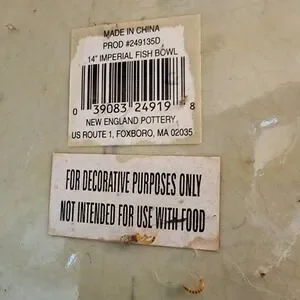 MADE IN CHINA
PROD #249135D
14" IMPERIAL FISH BOWL
0 39083 24919 8
NEW ENGLAND POTTERY
US ROUTE 1, FOXBORO, MA 02035
FOR DECORATIVE PURPOSES ONLY
NOT INTENDED FOR USE WITH FOOD